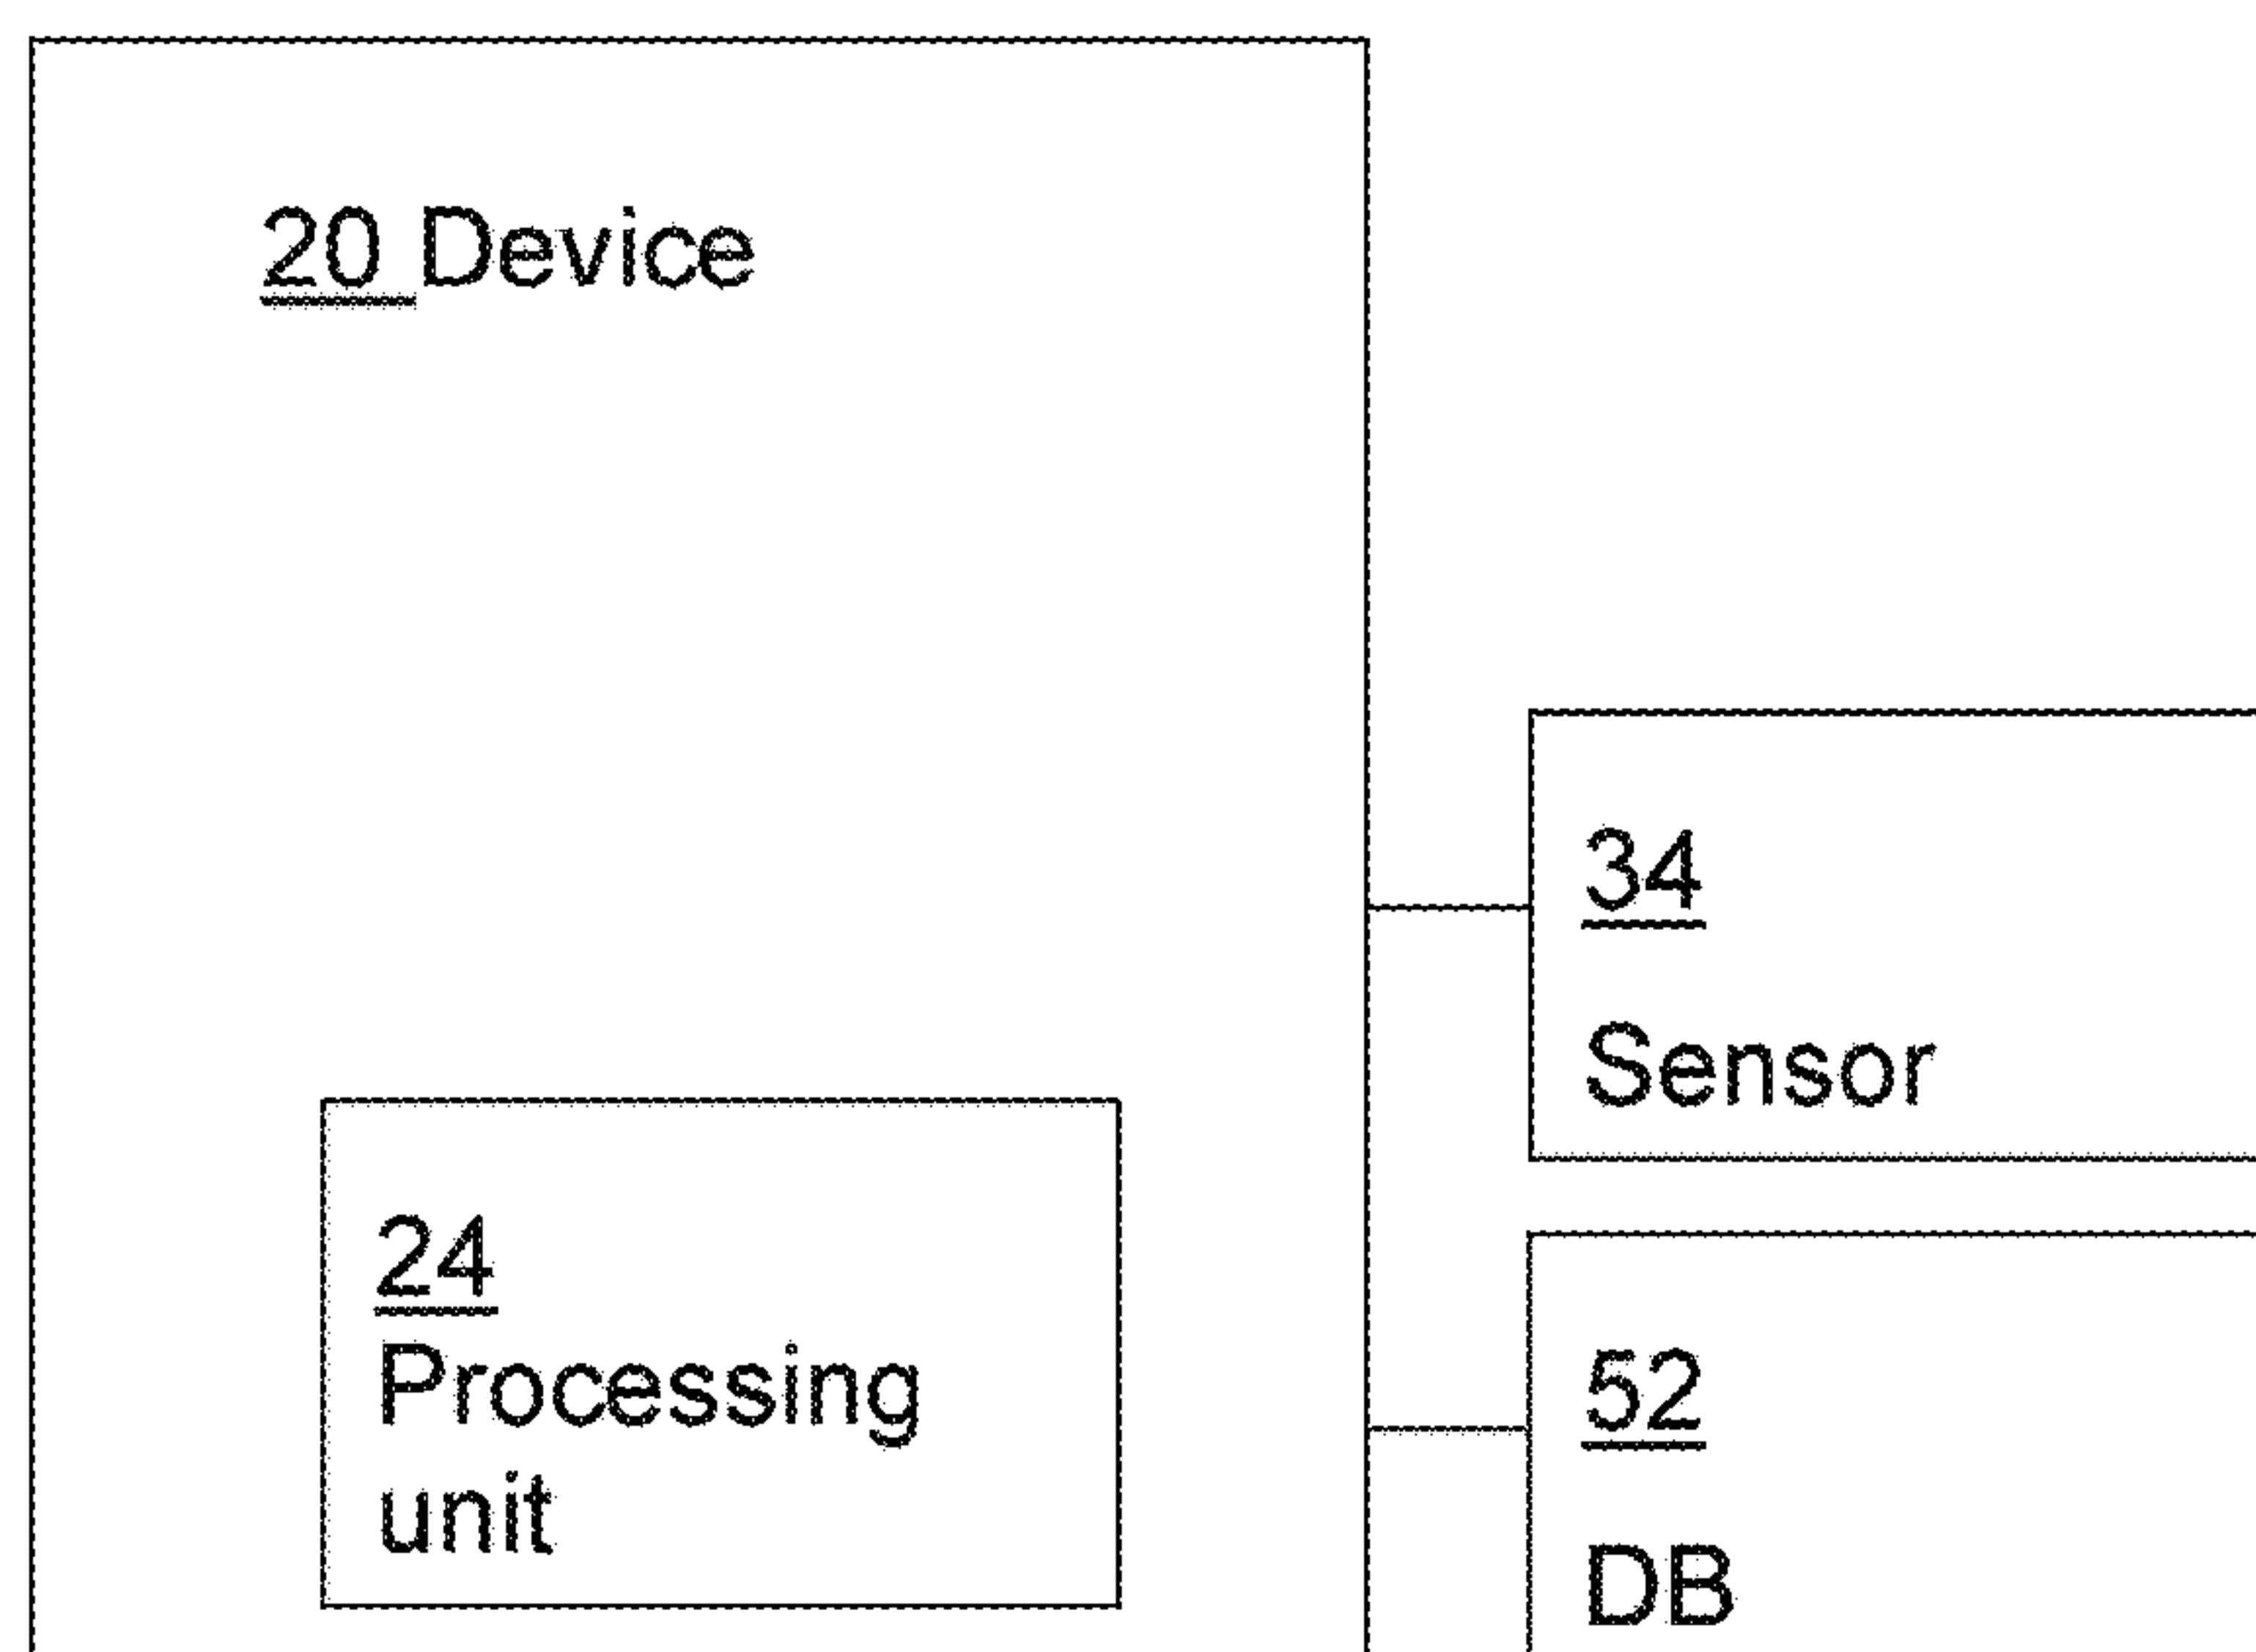 20 Device
34
Sensor
24
Processing
unit
52
DB